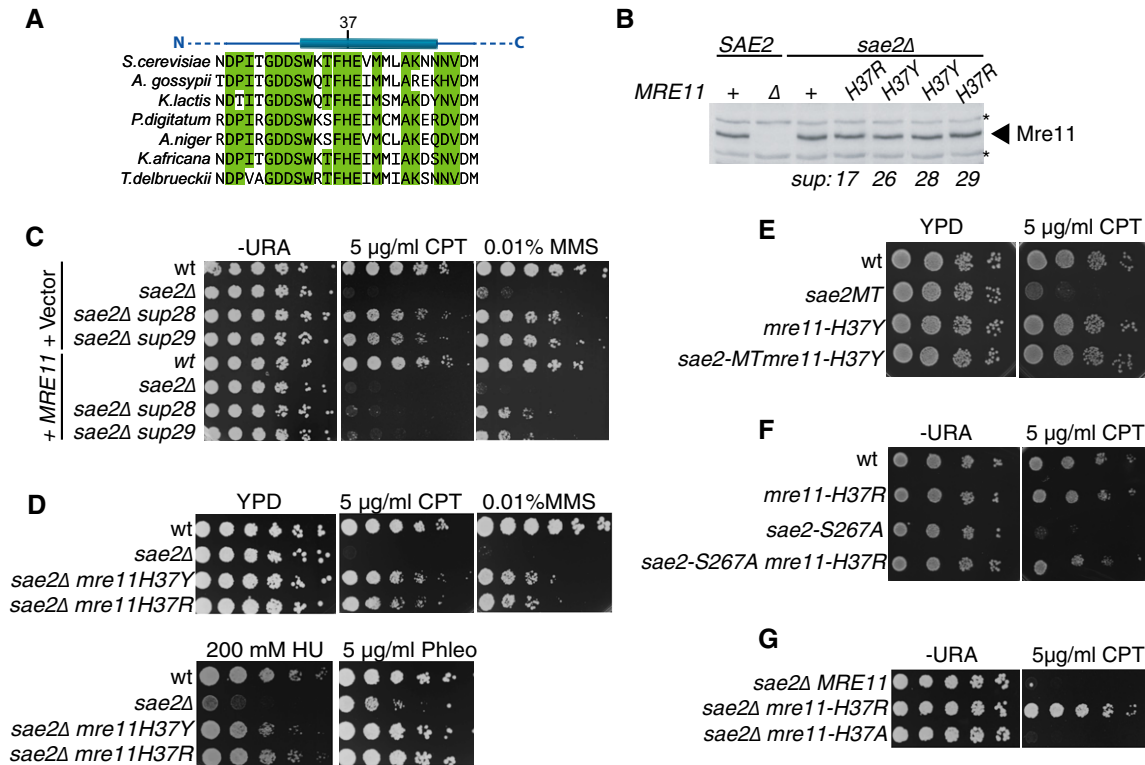 A
37
N
C
S.cerevisiae NDPITGDDSWKTFHEVMMLAKNNNVDM
A. gossypii TDPITGDDSWQTFHEIMMLAREKHVDM
K.lactis NDTITGDDSWQTFHEIMSMAKDYNVDM
P.digitatum RDPIRGDDSWKSFHEVMCMAKERDVDM
A.niger RDPIRGDDSWKSFHEVMCLAKEQDVDM
K.africana NDPITGDDSWKTFHEIMMIAKDSNVDM
T.delbrueckii NDPVAGDDSWRTFHEIMMIAKSNNVDM
B
SAE2 sae2Δ
MRE11 + Δ + H37R H37Y H37Y H37R
*
Mre11
*
sup: 17 26 28 29
C
-URA 5 µg/ml CPT 0.01% MMS
+ Vector
wt
sae2Δ
sae2Δ sup28
sae2Δ sup29
+ MRE11
wt
sae2Δ
sae2Δ sup28
sae2Δ sup29
D
YPD 5 µg/ml CPT 0.01%MMS
wt
sae2Δ
sae2Δ mre11H37Y
sae2Δ mre11H37R
200 mM HU 5 µg/ml Phleo
wt
sae2Δ
sae2Δ mre11H37Y
sae2Δ mre11H37R
E
YPD 5 µg/ml CPT
wt
sae2MT
mre11-H37Y
sae2-MTmre11-H37Y
F
-URA 5 µg/ml CPT
wt
mre11-H37R
sae2-S267A
sae2-S267A mre11-H37R
G
-URA 5µg/ml CPT
sae2Δ MRE11
sae2Δ mre11-H37R
sae2Δ mre11-H37A